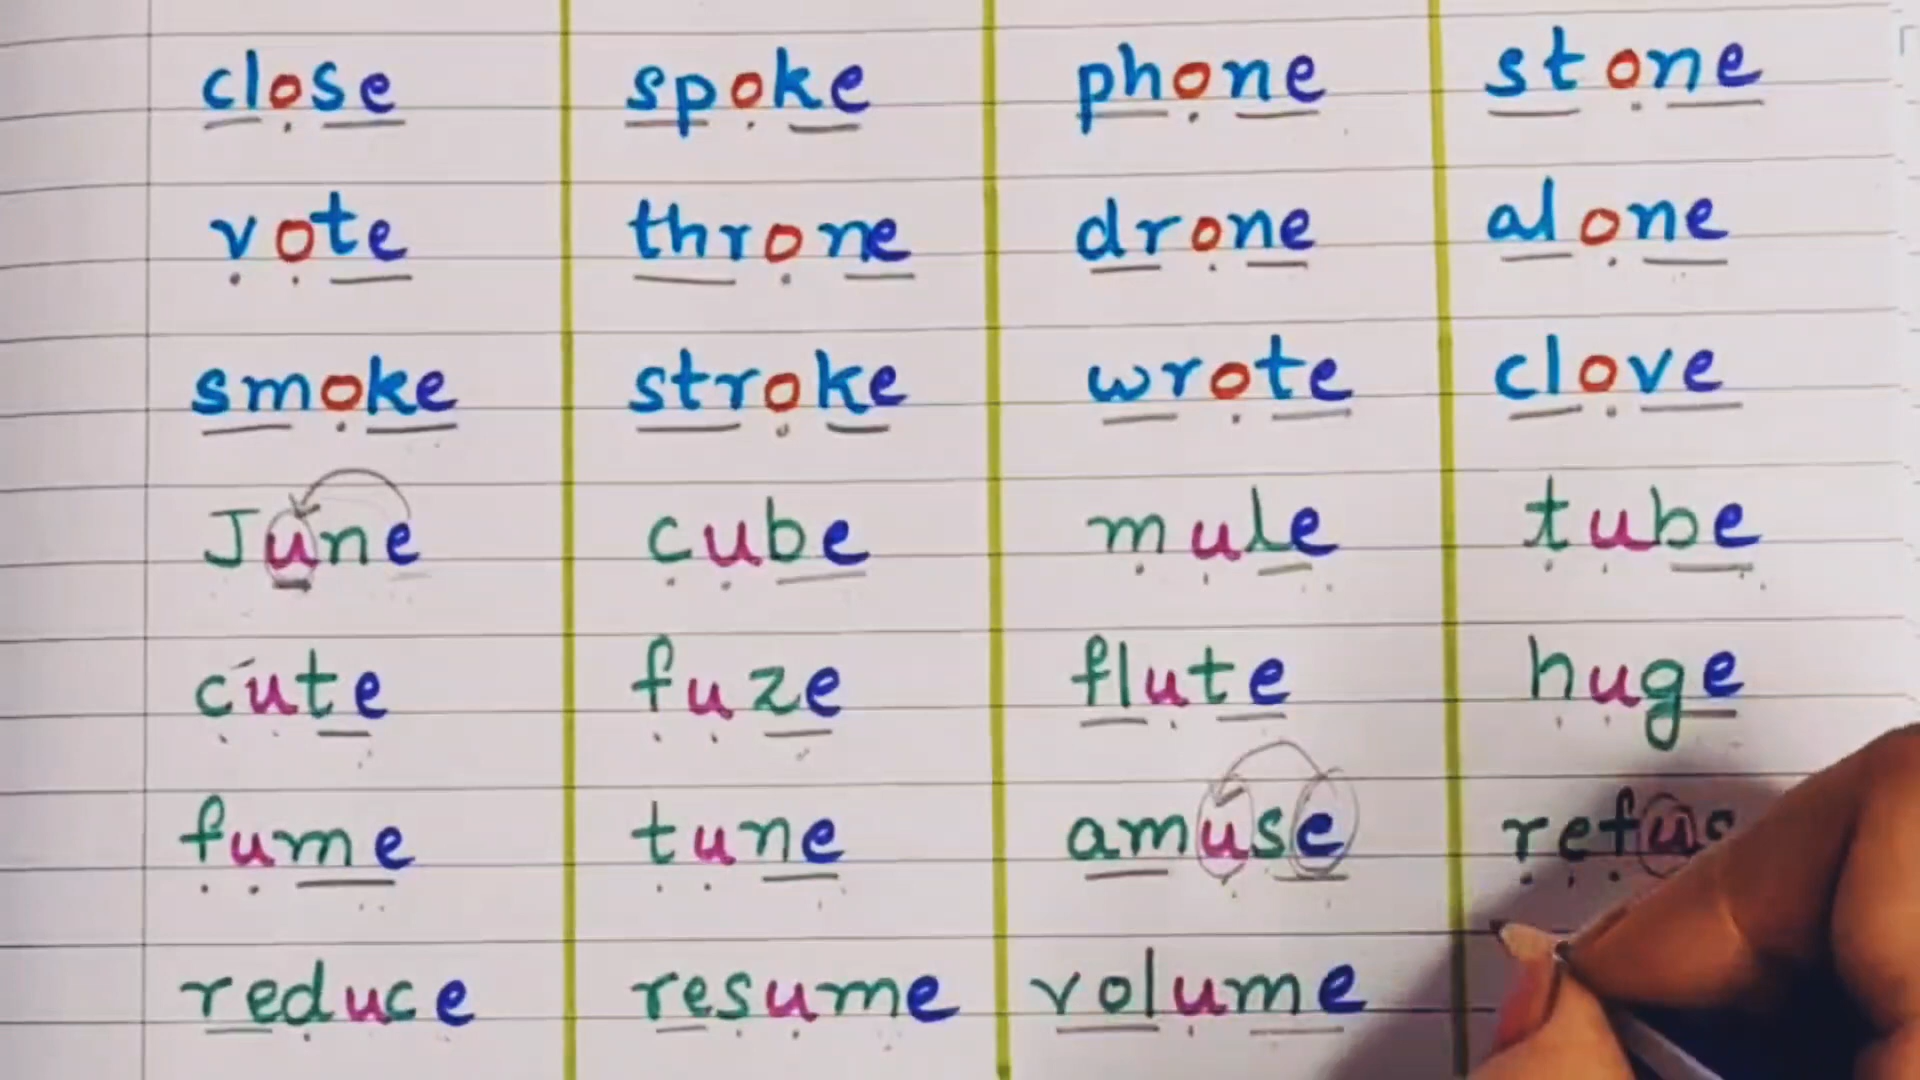 close spoke phone stone
vote throne drone alone
smoke stroke wrote clove
June cube mule tube
cute fuze flute huge
fume tune amuse
reduce resume volume